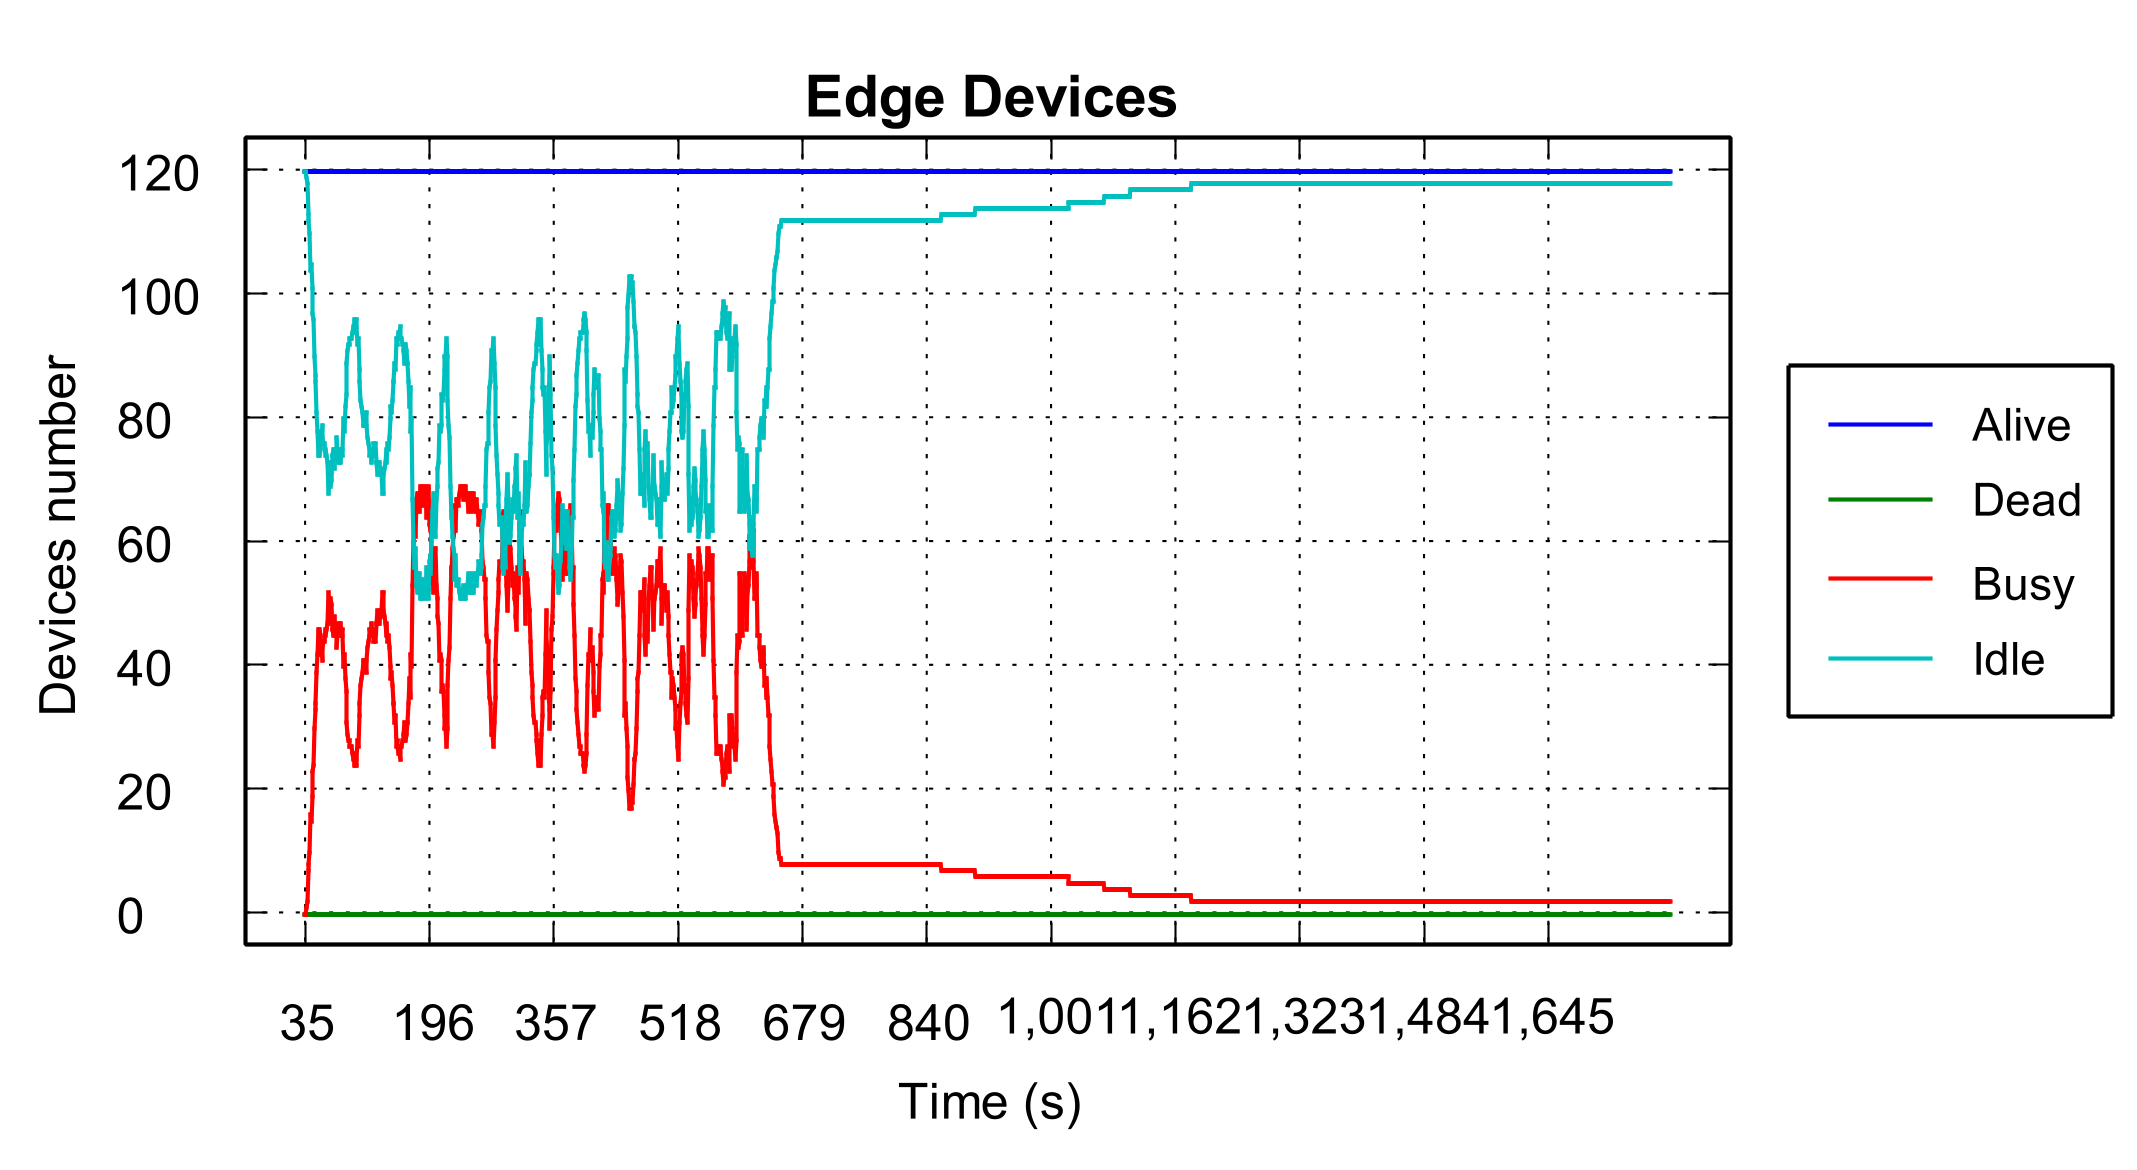 Edge Devices
120
100
80
60
40
20
0
Devices number
35 196 357 518 679 840 1,0011,1621,3231,4841,645
Time (s)
Alive
Dead
Busy
Idle